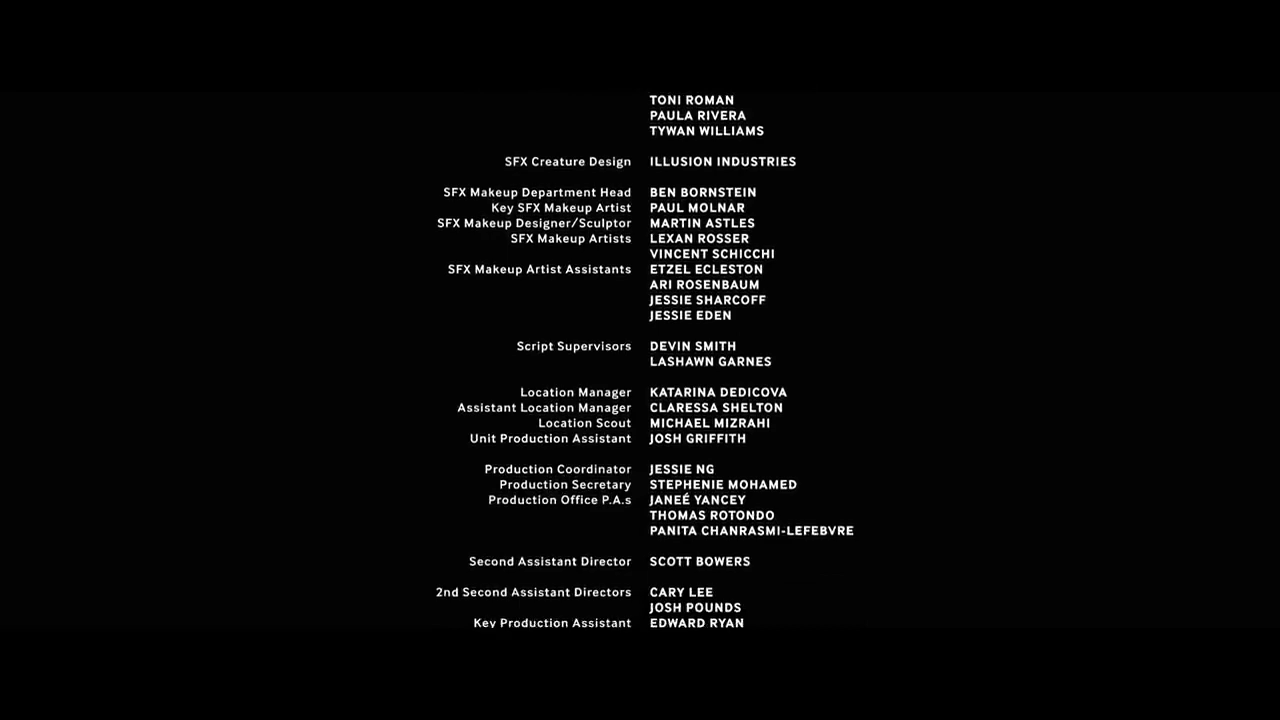 TONI ROMAN
PAULA RIVERA
TYWAN WILLIAMS
SFX Creature Design ILLUSION INDUSTRIES
SFX Makeup Department Head BEN BORNSTEIN
Key SFX Makeup Artist PAUL MOLNAR
SFX Makeup Designer/Sculptor MARTIN ASTLES
SFX Makeup Artists LEXAN ROSSER
VINCENT SCHICCHI
SFX Makeup Artist Assistants ETZEL ECLESTON
ARI ROSENBAUM
JESSIE SHARCOFF
JESSIE EDEN
Script Supervisors DEVIN SMITH
LASHAWN GARNES
Location Manager KATARINA DEDICOVA
Assistant Location Manager CLARESSA SHELTON
Location Scout MICHAEL MIZRAHI
Unit Production Assistant JOSH GRIFFITH
Production Coordinator JESSIE NG
Production Secretary STEPHENIE MOHAMED
Production Office P.A.s JANEÉ YANCEY
THOMAS ROTONDO
PANITA CHANRASMI-LEFEBVRE
Second Assistant Director SCOTT BOWERS
2nd Second Assistant Directors CARY LEE
JOSH POUNDS
Key Production Assistant EDWARD RYAN